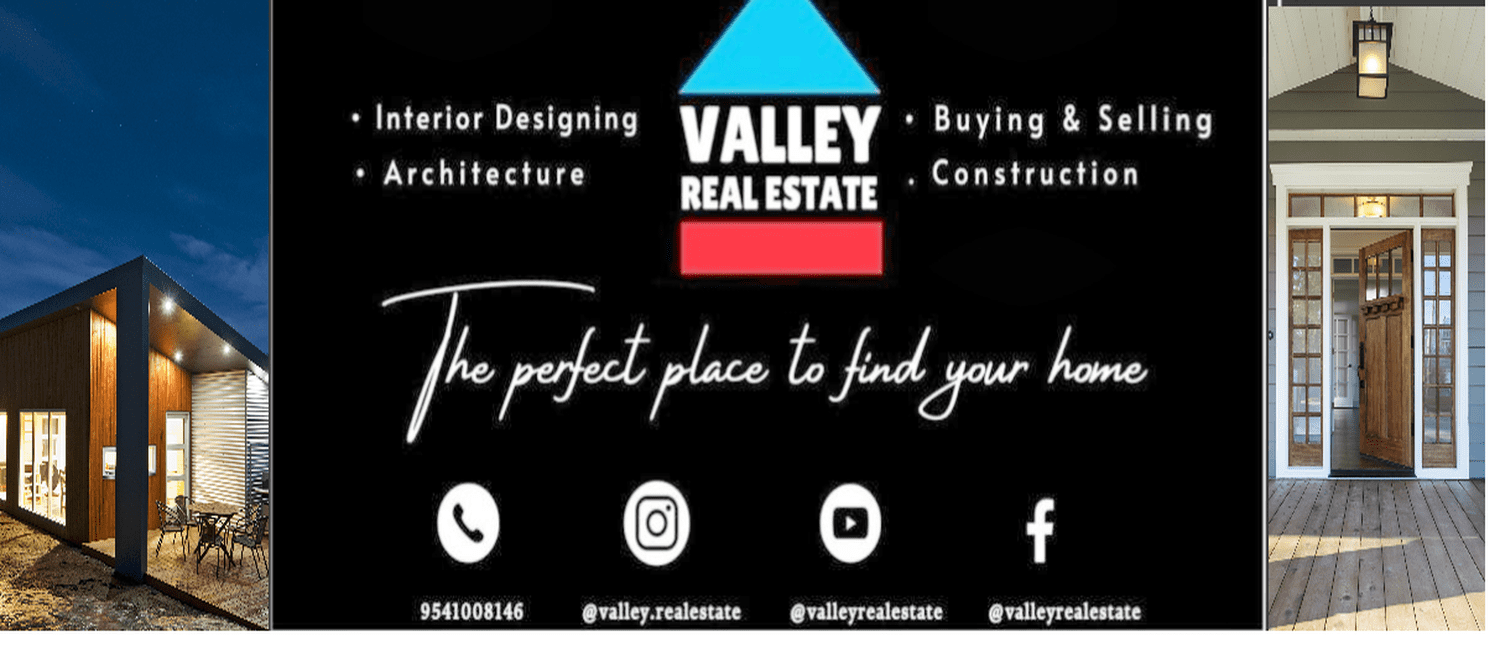 • Interior Designing
• Architecture
VALLEY
REAL ESTATE
• Buying & Selling
. Construction
The perfect place to find your home
9541008146
@valley.realestate
@valleyrealestate
@valleyrealestate